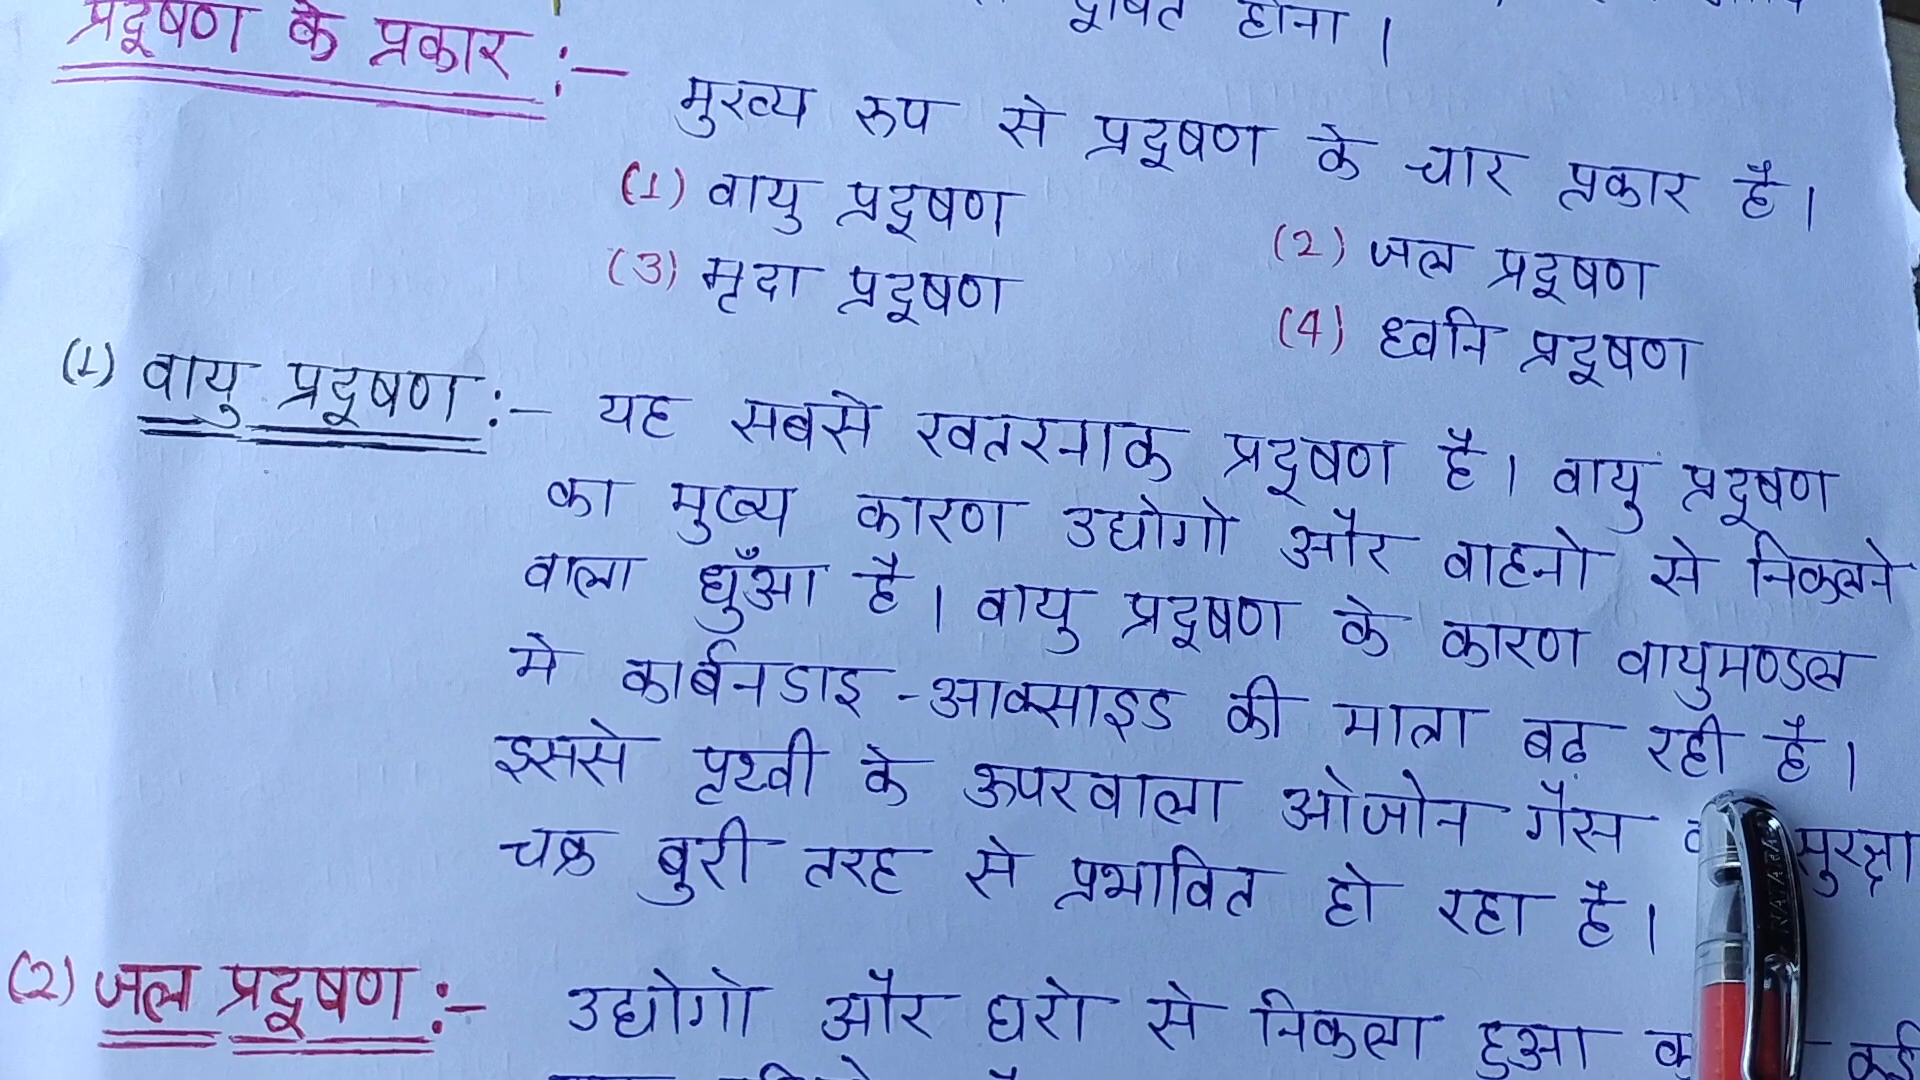 दूषित होना।
प्रदूषण के प्रकार :-
मुख्य रूप से प्रदूषण के चार प्रकार है।
(1) वायु प्रदूषण
(2) जल प्रदूषण
(3) मृदा प्रदूषण
(4) ध्वनि प्रदूषण
(1) वायु प्रदूषण :- यह सबसे खतरनाक प्रदूषण है। वायु प्रदूषण
का मुख्य कारण उद्योगो और वाहनो से निकलने
वाला धुँआ है। वायु प्रदूषण के कारण वायुमण्डल
मे कार्बनडाइ-आक्साइड की मात्रा बढ़ रही है।
इससे पृथ्वी के ऊपरवाला ओजोन गैस सुरक्षा
चक्र बुरी तरह से प्रभावित हो रहा है।
(2) जल प्रदूषण :- उद्योगो और घरो से निकला हुआ
NATARAJ